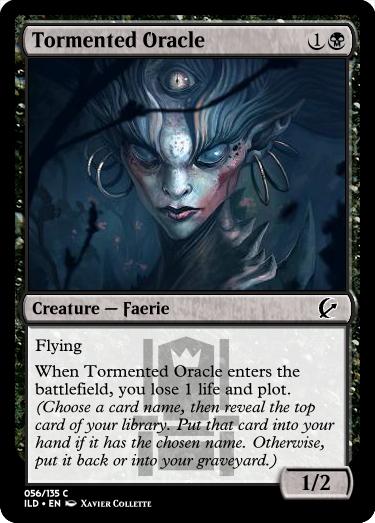 Tormented Oracle 1
Creature — Faerie
Flying
When Tormented Oracle enters the
battlefield, you lose 1 life and plot.
(Choose a card name, then reveal the top
card of your library. Put that card into your
hand if it has the chosen name. Otherwise,
put it back or into your graveyard.)
1/2
056/135 C
ILD • EN Xavier Collette